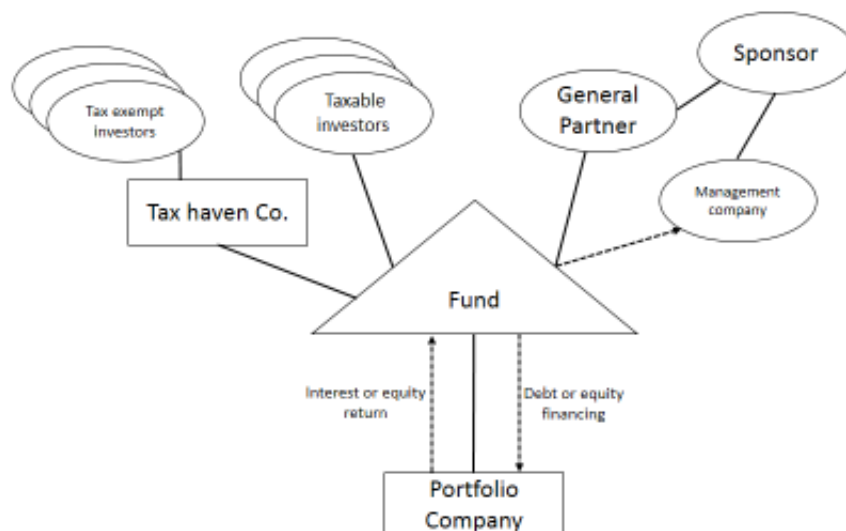 Sponsor
General
Partner
Tax exempt
investors
Taxable
investors
Management
company
Tax haven Co.
Fund
Interest or equity
return
Debt or equity
financing
Portfolio
Company